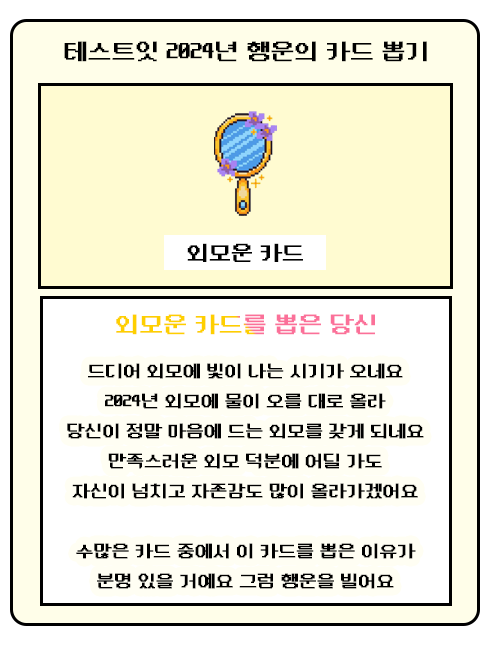 테스트잇 2024년 행운의 카드 뽑기
외모운 카드
외모운 카드를 뽑은 당신
드디어 외모에 빛이 나는 시기가 오네요
2024년 외모에 물이 오를 대로 올라
당신이 정말 마음에 드는 외모를 갖게 되네요
만족스러운 외모 덕분에 어딜 가도
자신이 넘치고 자존감도 많이 올라가겠어요
수많은 카드 중에서 이 카드를 뽑은 이유가
분명 있을 거예요 그럼 행운을 빌어요